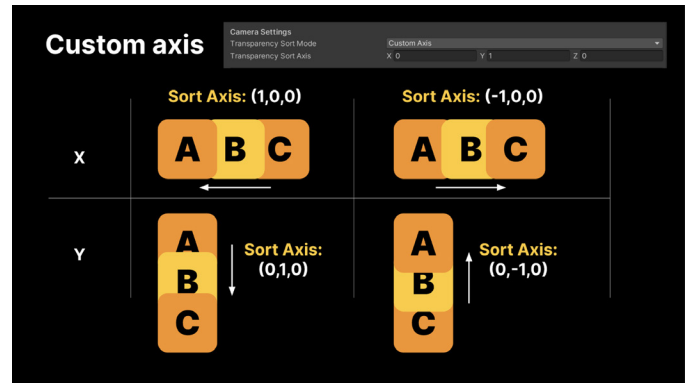 Custom axis
Camera Settings
Transparency Sort Mode Custom Axis
Transparency Sort Axis X 0 Y 1 Z 0
Sort Axis: (1,0,0)
Sort Axis: (-1,0,0)
X
A B C
A B C
Y
A
B
C
Sort Axis:
(0,1,0)
A
B
C
Sort Axis:
(0,-1,0)